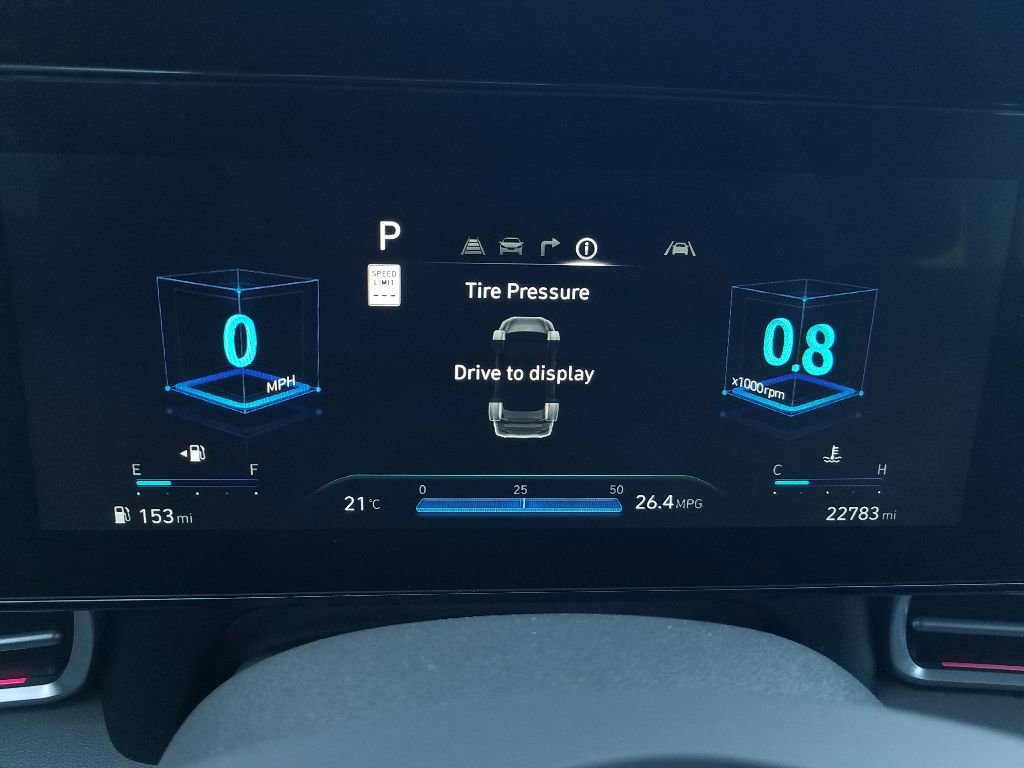 P
SPEED
LIMIT
---
Tire Pressure
0
MPH
Drive to display
0.8
x1000rpm
E F
C H
153 mi
21 °C
0 25 50
26.4 MPG
22783 mi